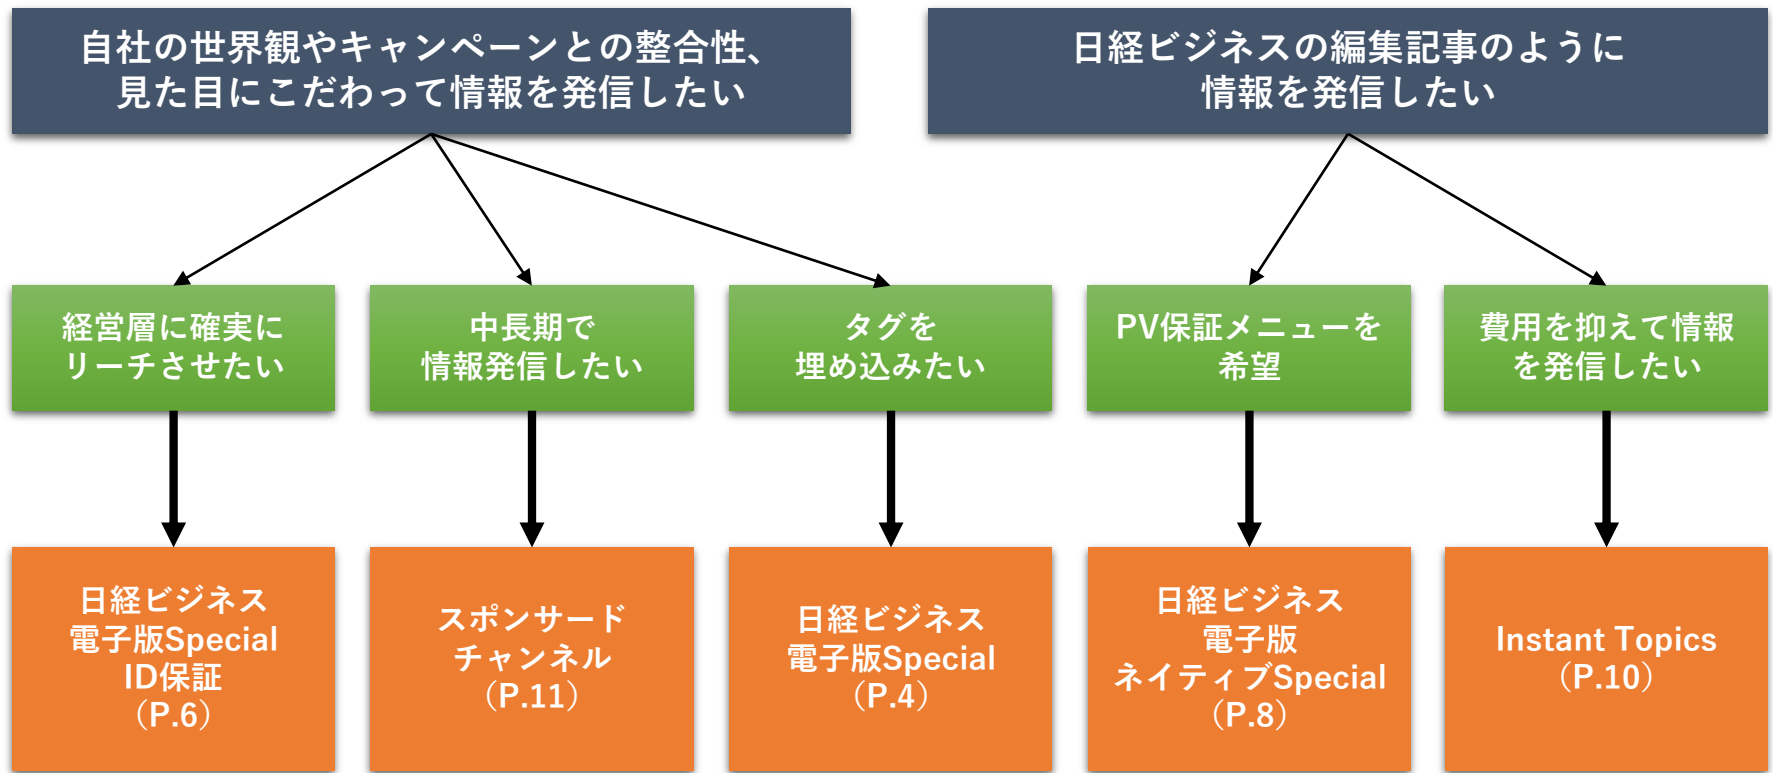 自社の世界観やキャンペーンとの整合性、
見た目にこだわって情報を発信したい
日経ビジネスの編集記事のように
情報を発信したい
経営層に確実に
リーチさせたい
中長期で
情報発信したい
タグを
埋め込みたい
PV保証メニューを
希望
費用を抑えて情報
を発信したい
日経ビジネス
電子版Special
ID保証
（P.6）
スポンサード
チャンネル
（P.11）
日経ビジネス
電子版Special
（P.4）
日経ビジネス
電子版
ネイティブSpecial
（P.8）
Instant Topics
（P.10）